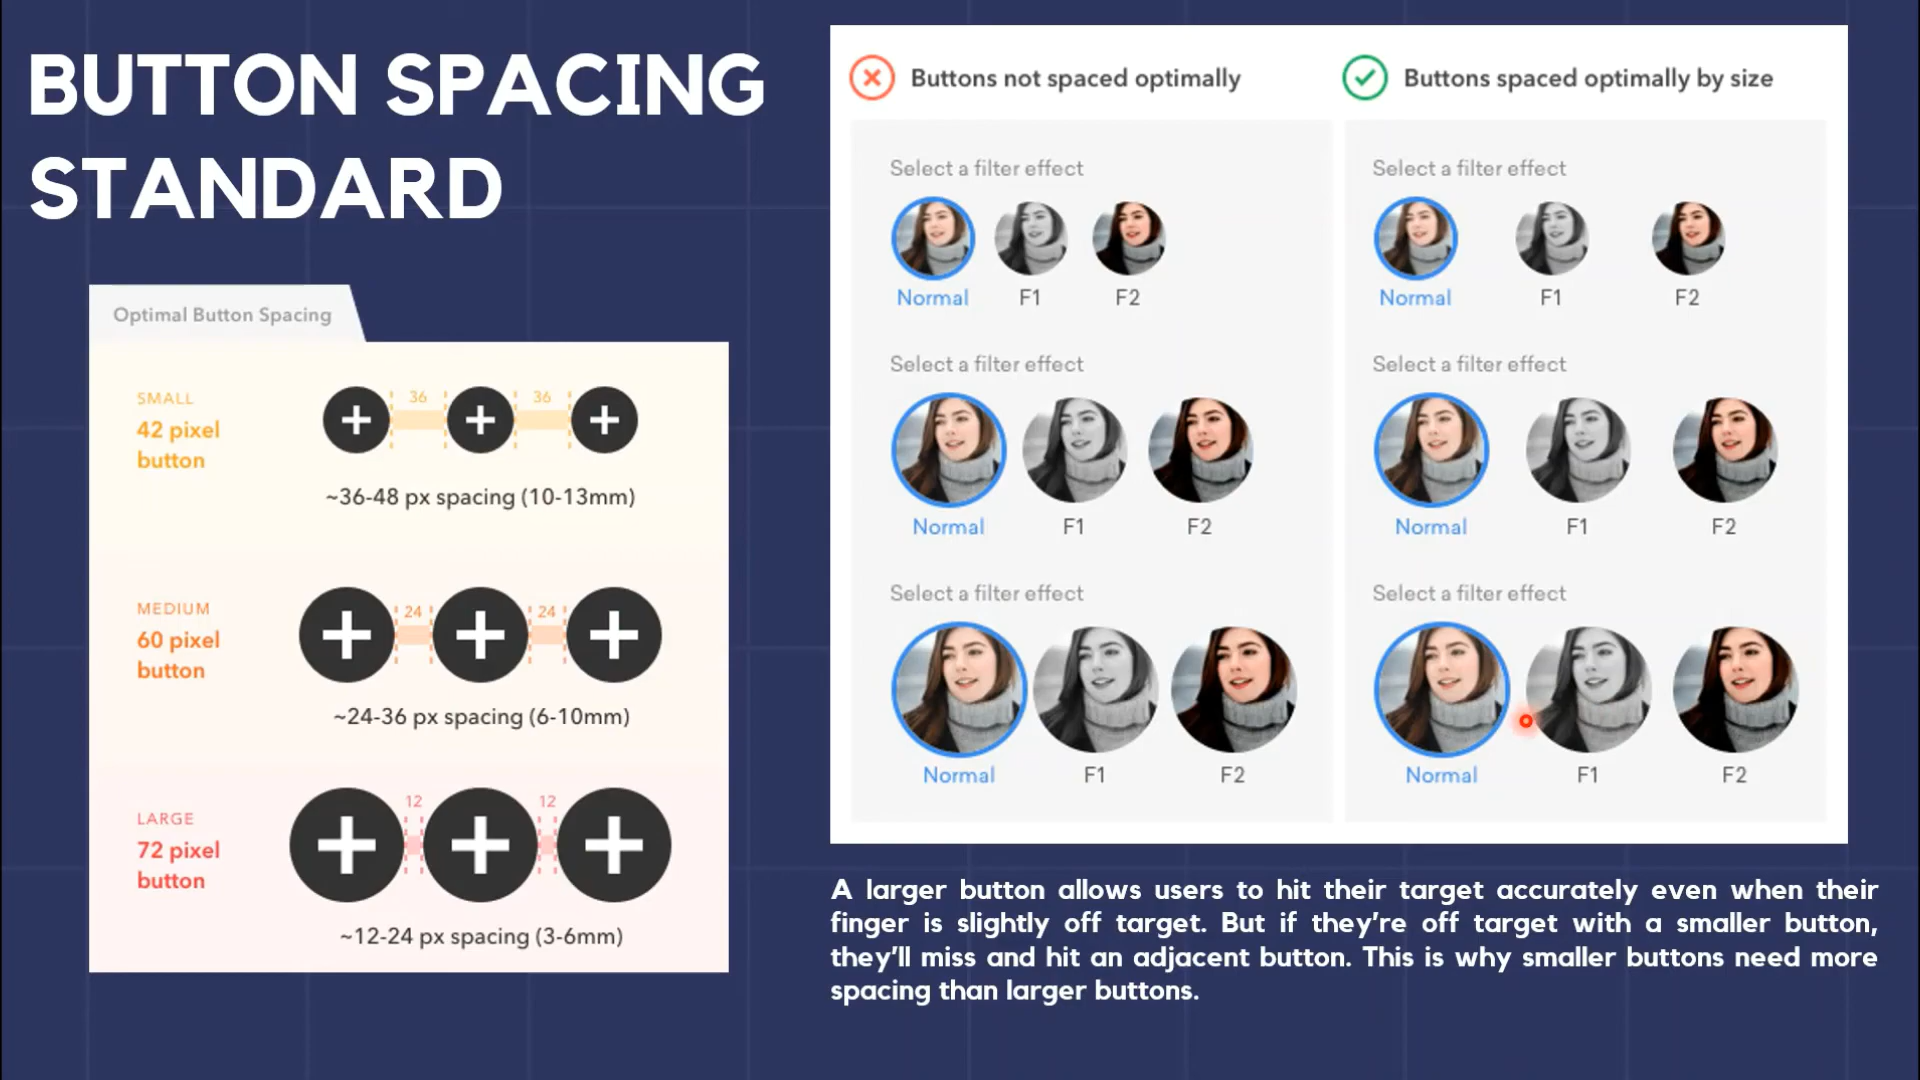 BUTTON SPACING
STANDARD
Optimal Button Spacing
SMALL
42 pixel
button
36 36
~36-48 px spacing (10-13mm)
MEDIUM
60 pixel
button
24 24
~24-36 px spacing (6-10mm)
LARGE
72 pixel
button
12 12
~12-24 px spacing (3-6mm)
Buttons not spaced optimally
Select a filter effect
Normal F1 F2
Select a filter effect
Normal F1 F2
Select a filter effect
Normal F1 F2
Buttons spaced optimally by size
Select a filter effect
Normal F1 F2
Select a filter effect
Normal F1 F2
Select a filter effect
Normal F1 F2
A larger button allows users to hit their target accurately even when their
finger is slightly off target. But if they're off target with a smaller button,
they'll miss and hit an adjacent button. This is why smaller buttons need more
spacing than larger buttons.